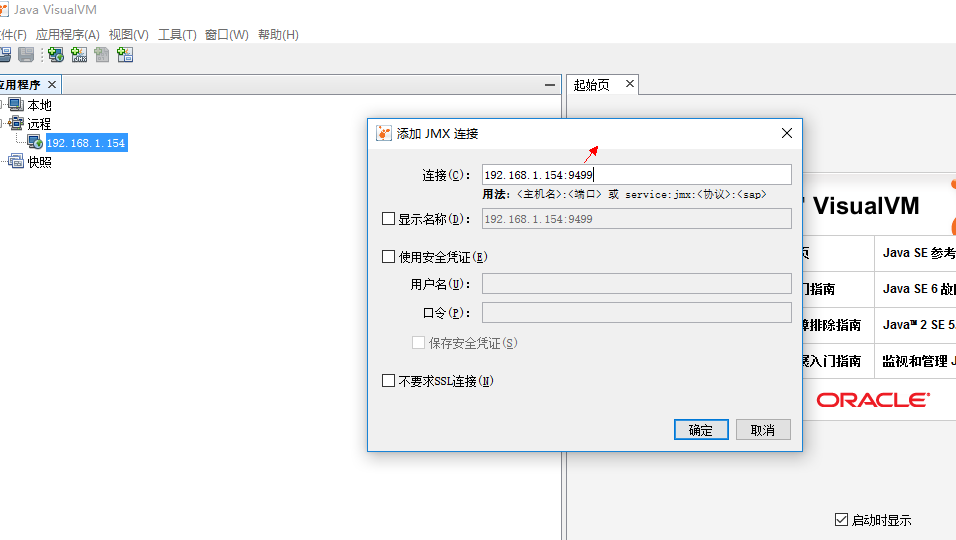 Java VisualVM
件(F) 应用程序(A) 视图(V) 工具(T) 窗口(W) 帮助(H)
应用程序
本地
远程
192.168.1.154
快照
起始页
添加 JMX 连接
连接(C):
192.168.1.154:9499
用法: <主机名>:<端口> 或 service:jmx:<协议>:<sap>
显示名称(D):
192.168.1.154:9499
使用安全凭证(E)
用户名(U):
口令(P):
保存安全凭证(S)
不要求SSL连接(N)
确定
取消
VisualVM
页
Java SE 参考
门指南
Java SE 6 故
障排除指南
Java™ 2 SE 5
入门指南
监视和管理 J
ORACLE
启动时显示